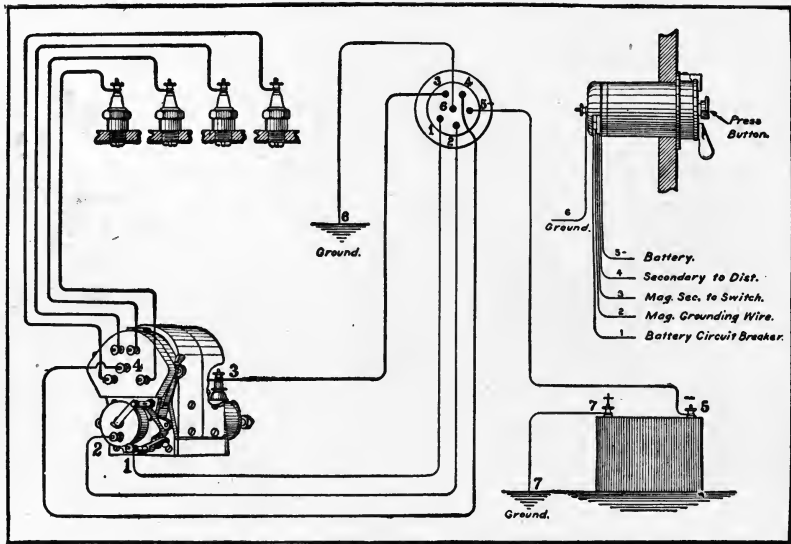 3
4
6
5-
1
2
Press
Button.
6
Ground.
6
Ground.
5- Battery.
4 Secondary to Dist.
3 Mag. Sec. to Switch.
2 Mag. Grounding Wire.
1 Battery Circuit Breaker.
4
3
2
1
+
7
-
5
7
Ground.